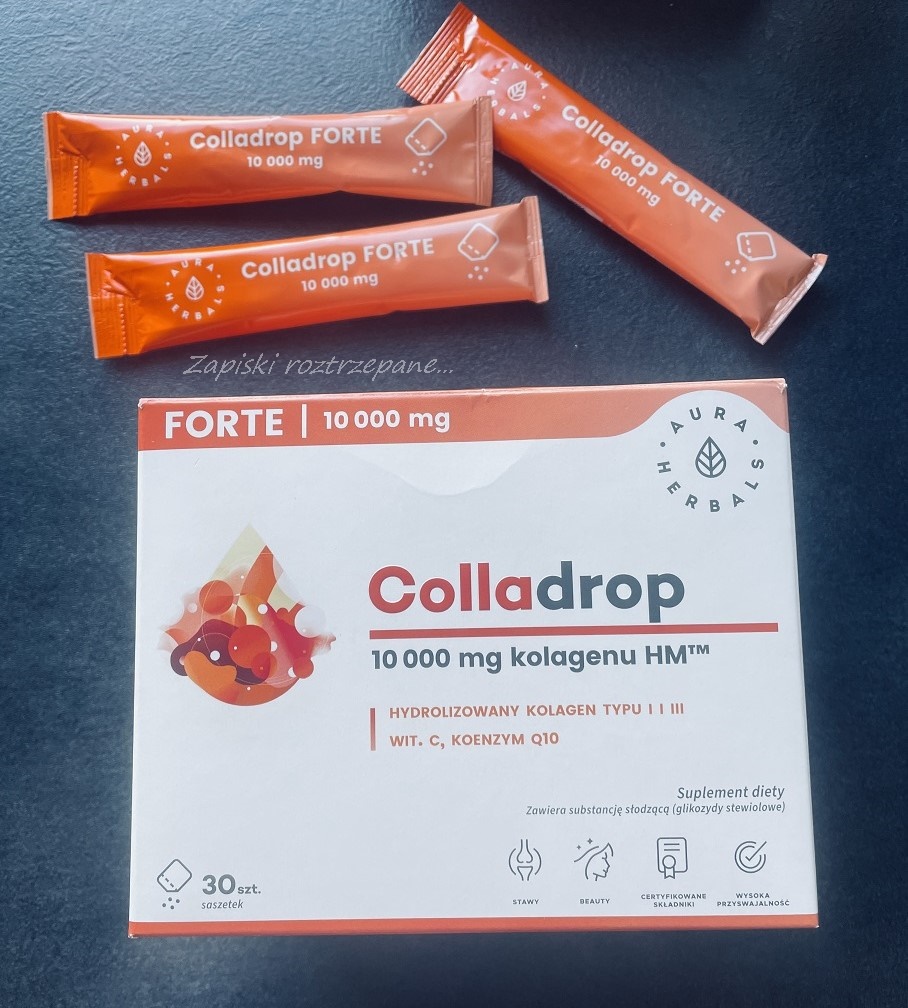 AURA HERBALS
Colladrop FORTE
10 000 mg
AURA HERBALS
Colladrop FORTE
10 000 mg
AURA HERBALS
Colladrop FORTE
10 000 mg
Zapiski roztrzepane...
FORTE | 10 000 mg
AURA HERBALS
Colladrop
10 000 mg kolagenu HM™
HYDROLIZOWANY KOLAGEN TYPU I I III
WIT. C, KOENZYM Q10
Suplement diety
Zawiera substancję słodzącą (glikozydy stewiolowe)
30 szt.
saszetek
STAWY
BEAUTY
CERTYFIKOWANE
SKŁADNIKI
WYSOKA
PRZYSWAJALNOŚĆ